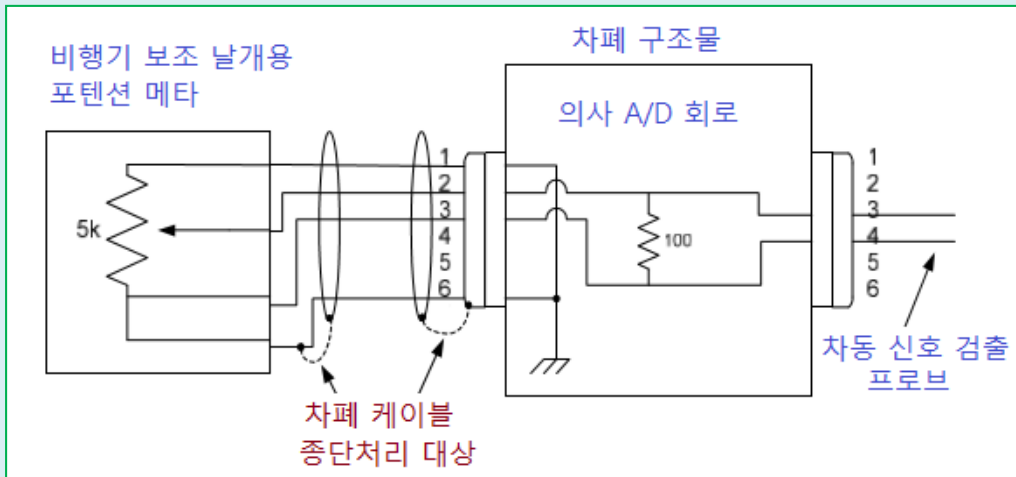 비행기 보조 날개용
포텐션 메타
차폐 구조물
의사 A/D 회로
5k
1
2
3
4
5
6
100
1
2
3
4
5
6
차동 신호 검출
프로브
차폐 케이블
종단처리 대상